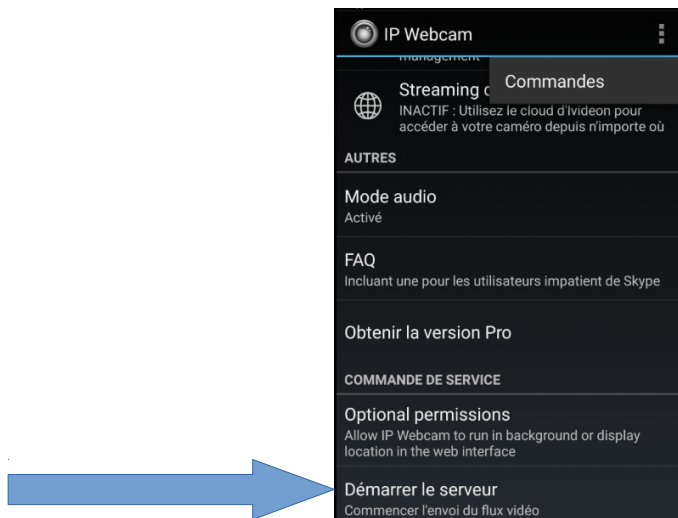 IP Webcam
management
Commandes
Streaming
INACTIF : Utilisez le cloud d'Ivideon pour
accéder à votre caméro depuis n'importe où
AUTRES
Mode audio
Activé
FAQ
Incluant une pour les utilisateurs impatient de Skype
Obtenir la version Pro
COMMANDE DE SERVICE
Optional permissions
Allow IP Webcam to run in background or display
location in the web interface
Démarrer le serveur
Commencer l'envoi du flux vidéo